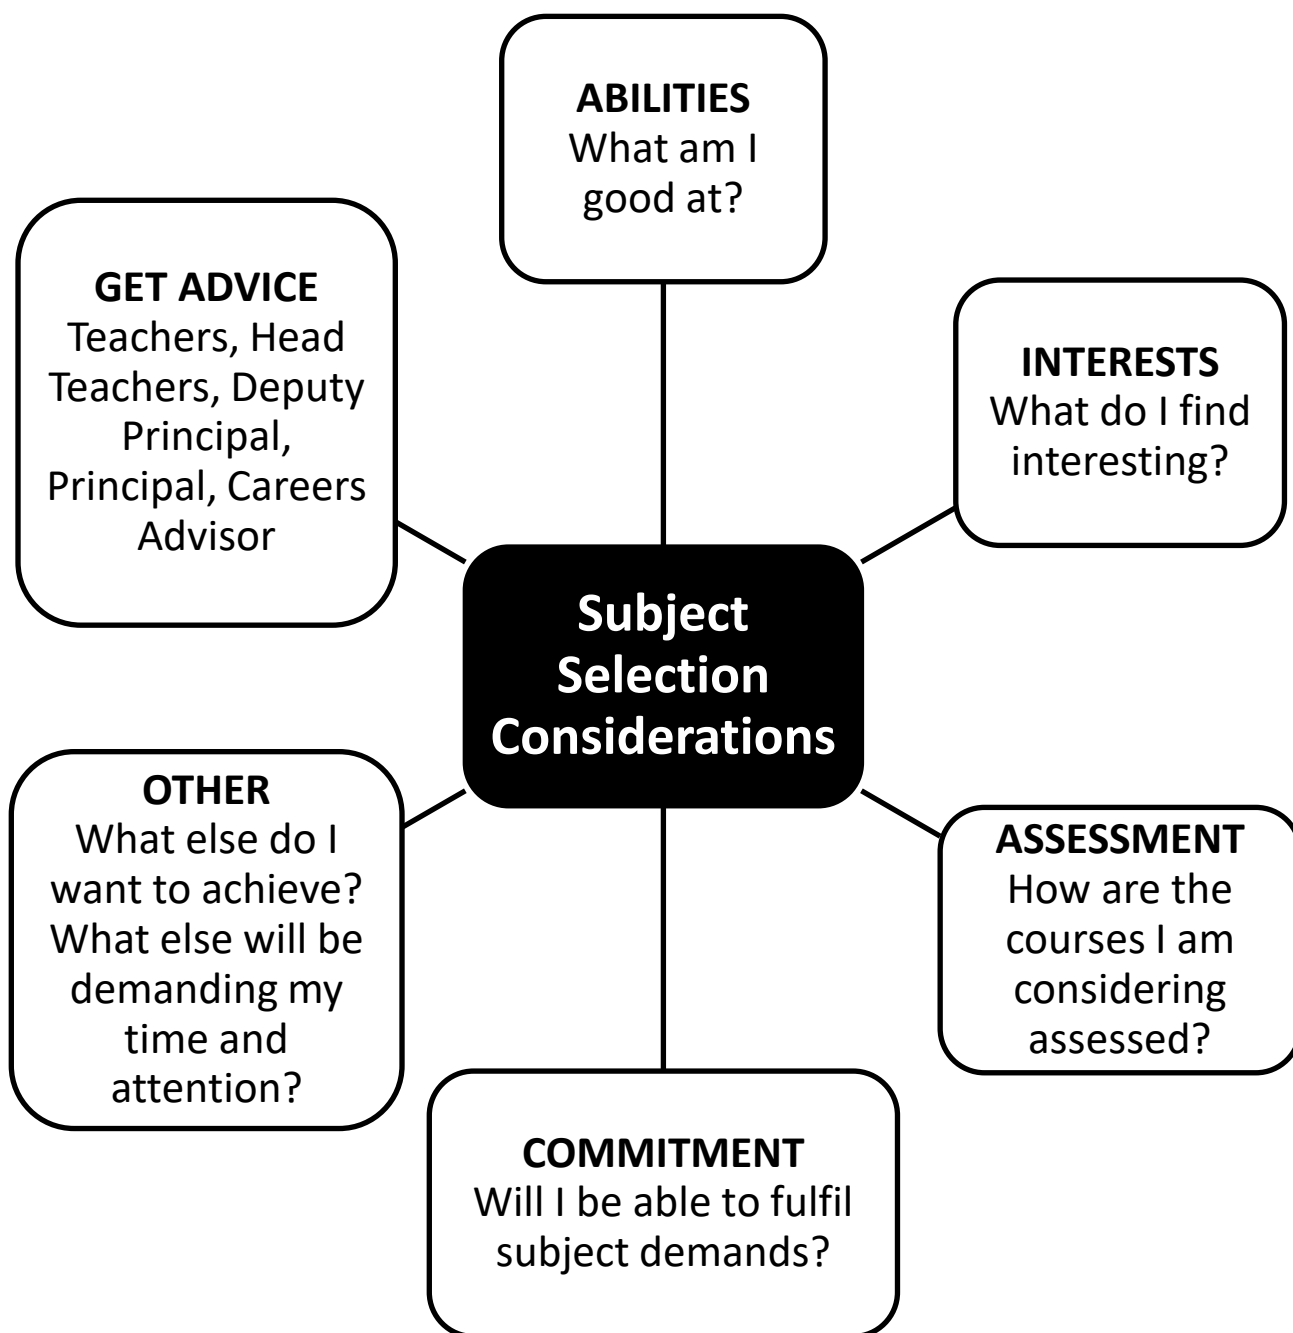 ABILITIES
What am I
good at?
GET ADVICE
Teachers, Head
Teachers, Deputy
Principal,
Principal, Careers
Advisor
INTERESTS
What do I find
interesting?
Subject
Selection
Considerations
OTHER
What else do I
want to achieve?
What else will be
demanding my
time and
attention?
ASSESSMENT
How are the
courses I am
considering
assessed?
COMMITMENT
Will I be able to fulfil
subject demands?